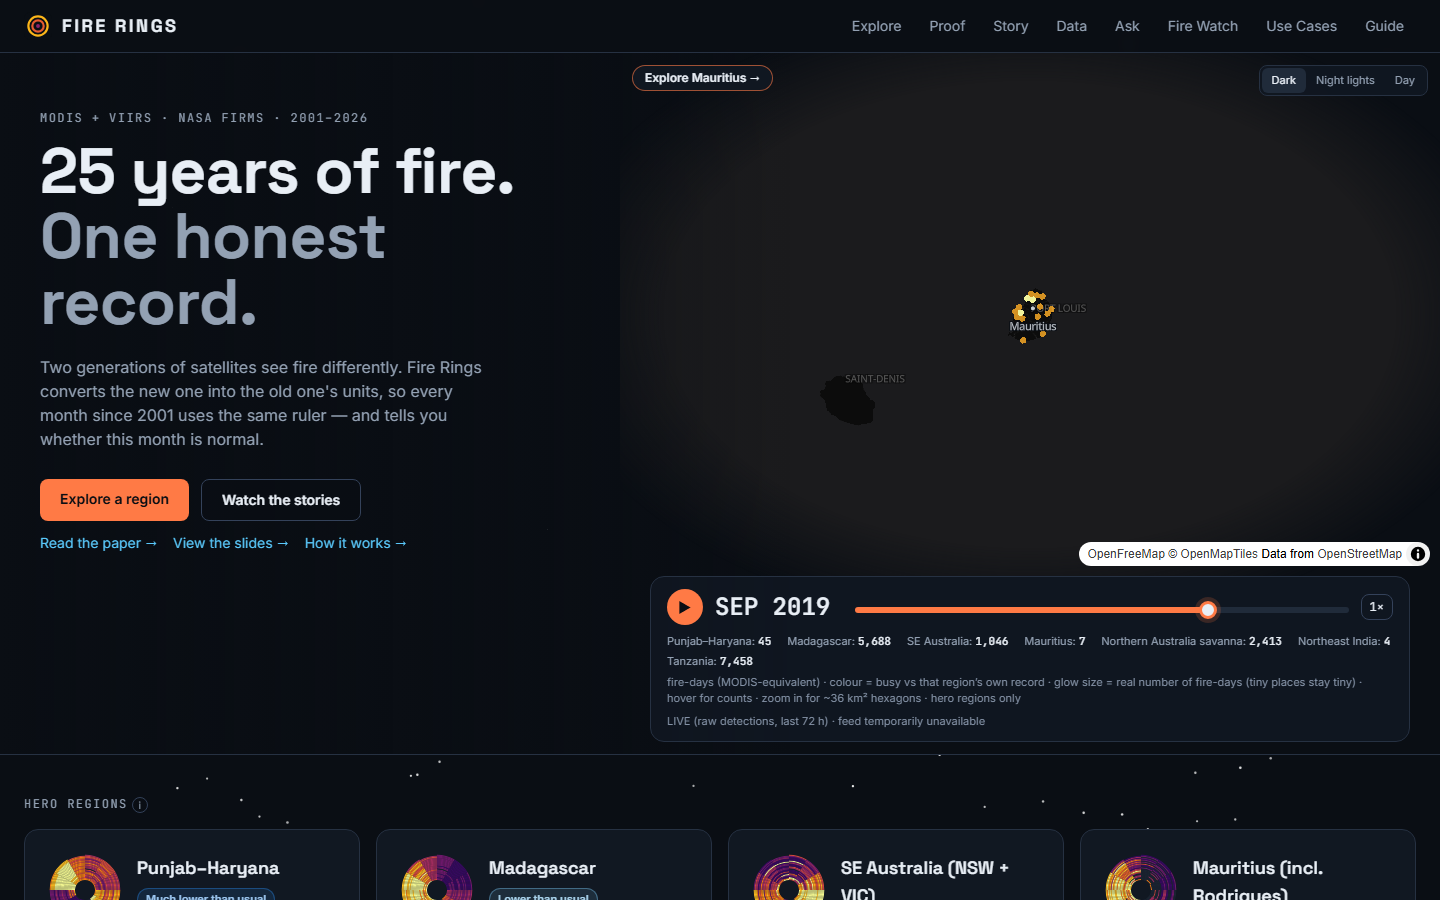 FIRE RINGS
Explore Proof Story Data Ask Fire Watch Use Cases Guide
Explore Mauritius →
Dark Night lights Day
MODIS + VIIRS · NASA FIRMS · 2001–2026
25 years of fire.
One honest
record.
Two generations of satellites see fire differently. Fire Rings
converts the new one into the old one's units, so every
month since 2001 uses the same ruler — and tells you
whether this month is normal.
Explore a region Watch the stories
Read the paper → View the slides → How it works →
LOUIS
Mauritius
SAINT-DENIS
OpenFreeMap © OpenMapTiles Data from OpenStreetMap
SEP 2019
1×
Punjab–Haryana: 45 Madagascar: 5,688 SE Australia: 1,046 Mauritius: 7 Northern Australia savanna: 2,413 Northeast India: 4
Tanzania: 7,458
fire-days (MODIS-equivalent) · colour = busy vs that region's own record · glow size = real number of fire-days (tiny places stay tiny) ·
hover for counts · zoom in for ~36 km² hexagons · hero regions only
LIVE (raw detections, last 72 h) · feed temporarily unavailable
HERO REGIONS i
Punjab–Haryana
Much lower than usual
Madagascar
Lower than usual
SE Australia (NSW +
VIC)
Mauritius (incl.
Rodrigues)